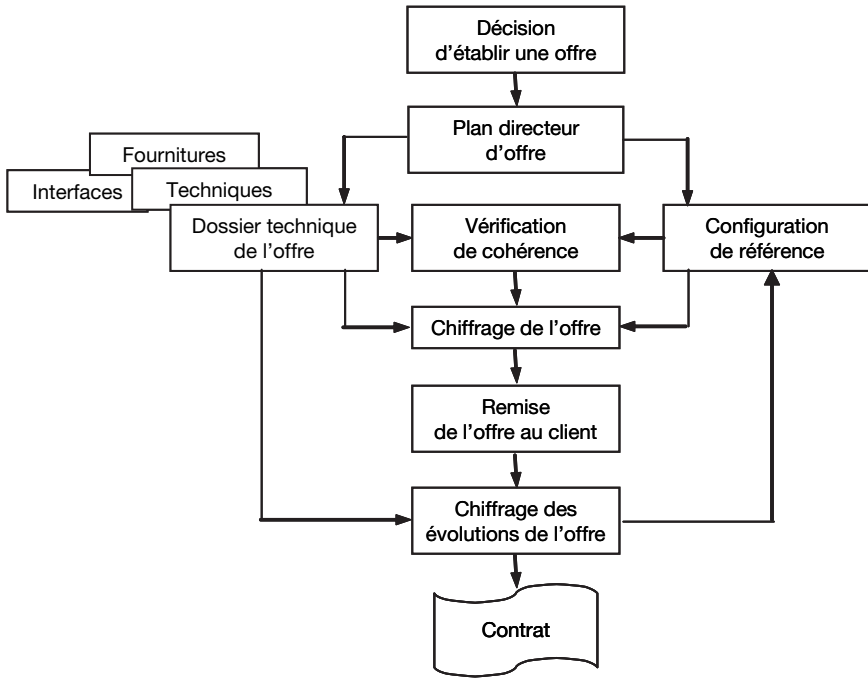 Décision
d'établir une offre
Plan directeur
d'offre
Fournitures
Interfaces
Techniques
Dossier technique
de l'offre
Vérification
de cohérence
Configuration
de référence
Chiffrage de l'offre
Remise
de l'offre au client
Chiffrage des
évolutions de l'offre
Contrat